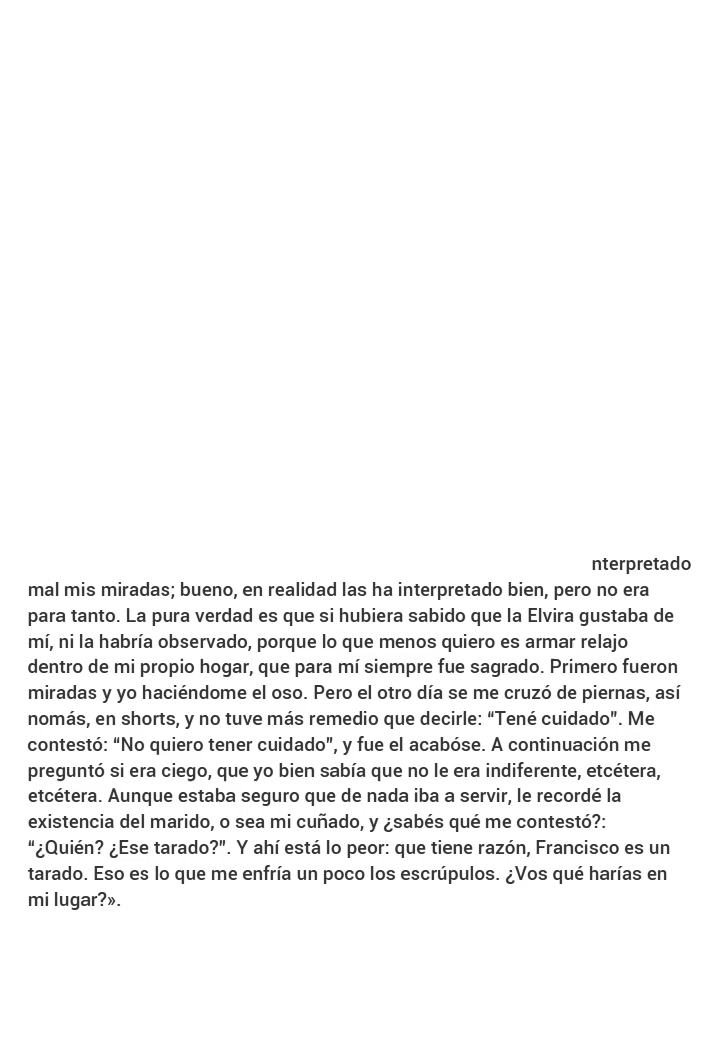 nterpretado
mal mis miradas; bueno, en realidad las ha interpretado bien, pero no era
para tanto. La pura verdad es que si hubiera sabido que la Elvira gustaba de
mí, ni la habría observado, porque lo que menos quiero es armar relajo
dentro de mi propio hogar, que para mí siempre fue sagrado. Primero fueron
miradas y yo haciéndome el oso. Pero el otro día se me cruzó de piernas, así
nomás, en shorts, y no tuve más remedio que decirle: “Tené cuidado”. Me
contestó: “No quiero tener cuidado”, y fue el acabóse. A continuación me
preguntó si era ciego, que yo bien sabía que no le era indiferente, etcétera,
etcétera. Aunque estaba seguro que de nada iba a servir, le recordé la
existencia del marido, o sea mi cuñado, y ¿sabés qué me contestó?:
“¿Quién? ¿Ese tarado?”. Y ahí está lo peor: que tiene razón, Francisco es un
tarado. Eso es lo que me enfría un poco los escrúpulos. ¿Vos qué harías en
mi lugar?».